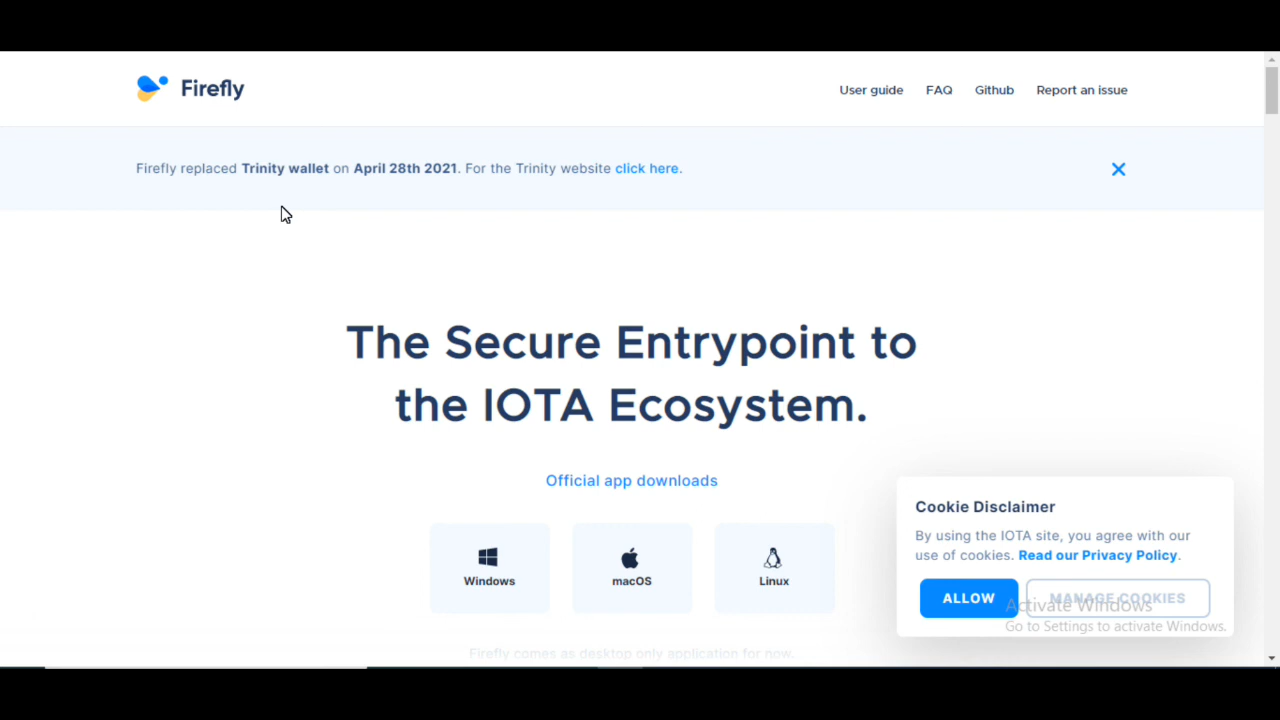 Firefly
User guide FAQ Github Report an issue
Firefly replaced Trinity wallet on April 28th 2021. For the Trinity website click here.
The Secure Entrypoint to
the IOTA Ecosystem.
Official app downloads
Windows macOS Linux
Firefly comes as desktop only application for now.
Cookie Disclaimer
By using the IOTA site, you agree with our
use of cookies. Read our Privacy Policy.
ALLOW MANAGE COOKIES
Activate Windows
Go to Settings to activate Windows.